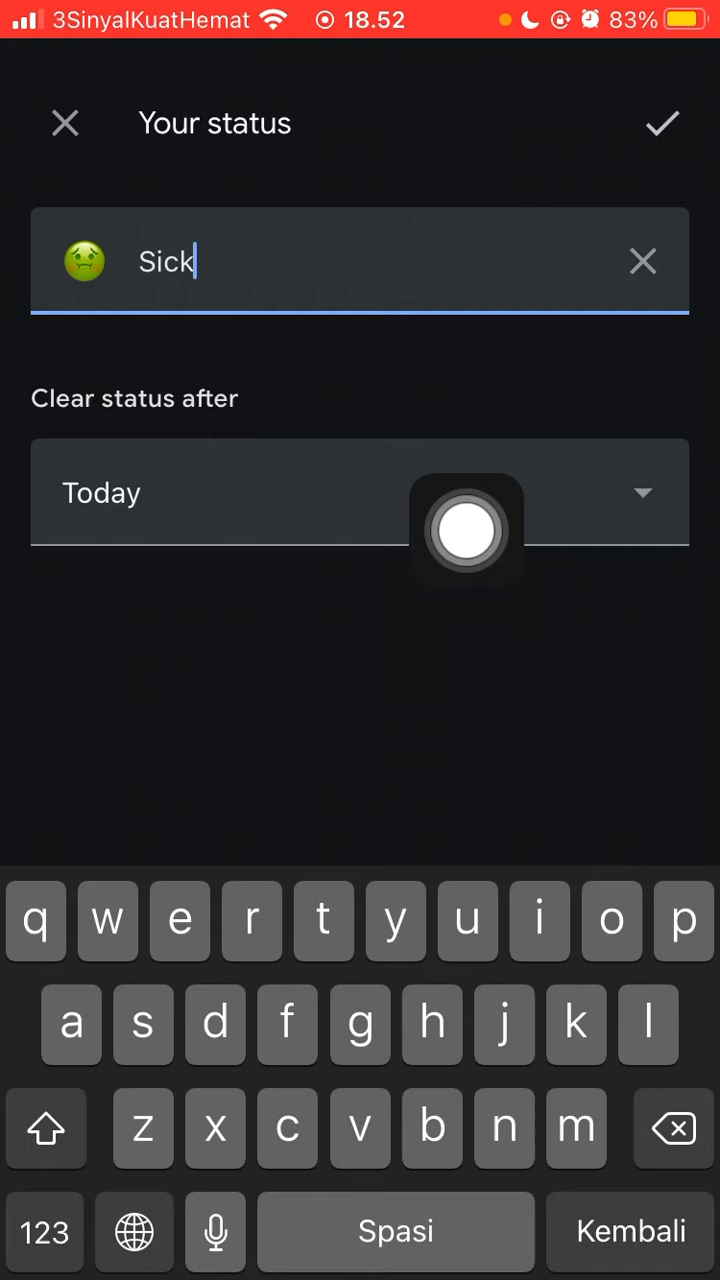 3SinyalKuatHemat 18.52 83%
Your status
Sick
Clear status after
Today
q w e r t y u i o p
a s d f g h j k l
z x c v b n m
123 Spasi Kembali